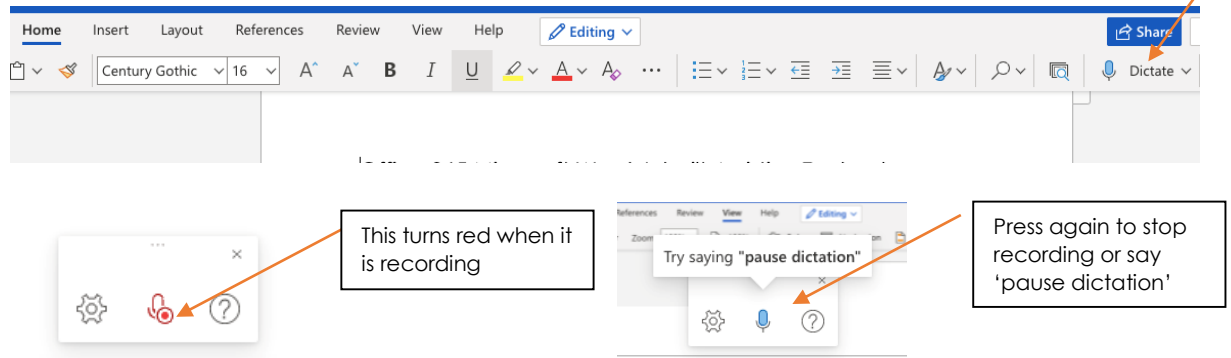 Home Insert Layout References Review View Help Editing Share
Century Gothic 16 A A B I U A A Dictate
This turns red when it
is recording
References Review View Help Editing
Zoom
Try saying "pause dictation"
Press again to stop
recording or say
‘pause dictation’